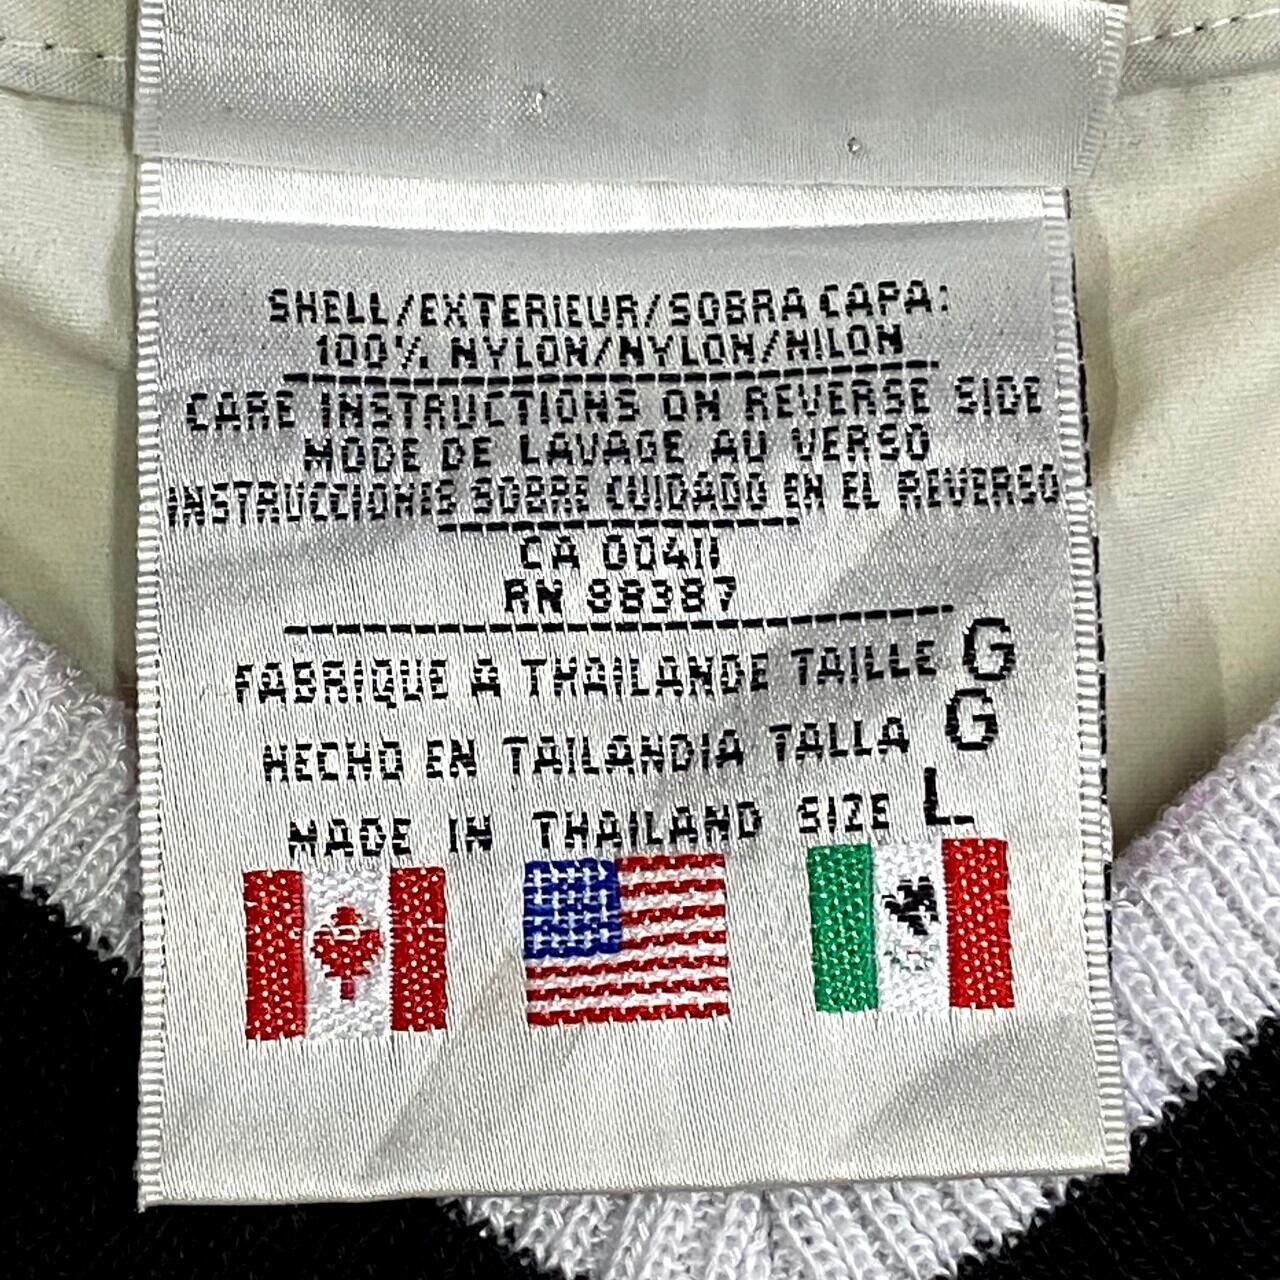 SHELL/EXTERIEUR/SOBRA CAPA:
100% NYLON/NYLON/NILON
CARE INSTRUCTIONS ON REVERSE SIDE
MODE DE LAVAGE AU VERSO
INSTRUCCIONES SOBRE CUIDADO EN EL REVERSO
CA 00411
RN 88387
FABRIQUE A THAILANDE TAILLE G
HECHO EN TAILANDIA TALLA G
MADE IN THAILAND SIZE L